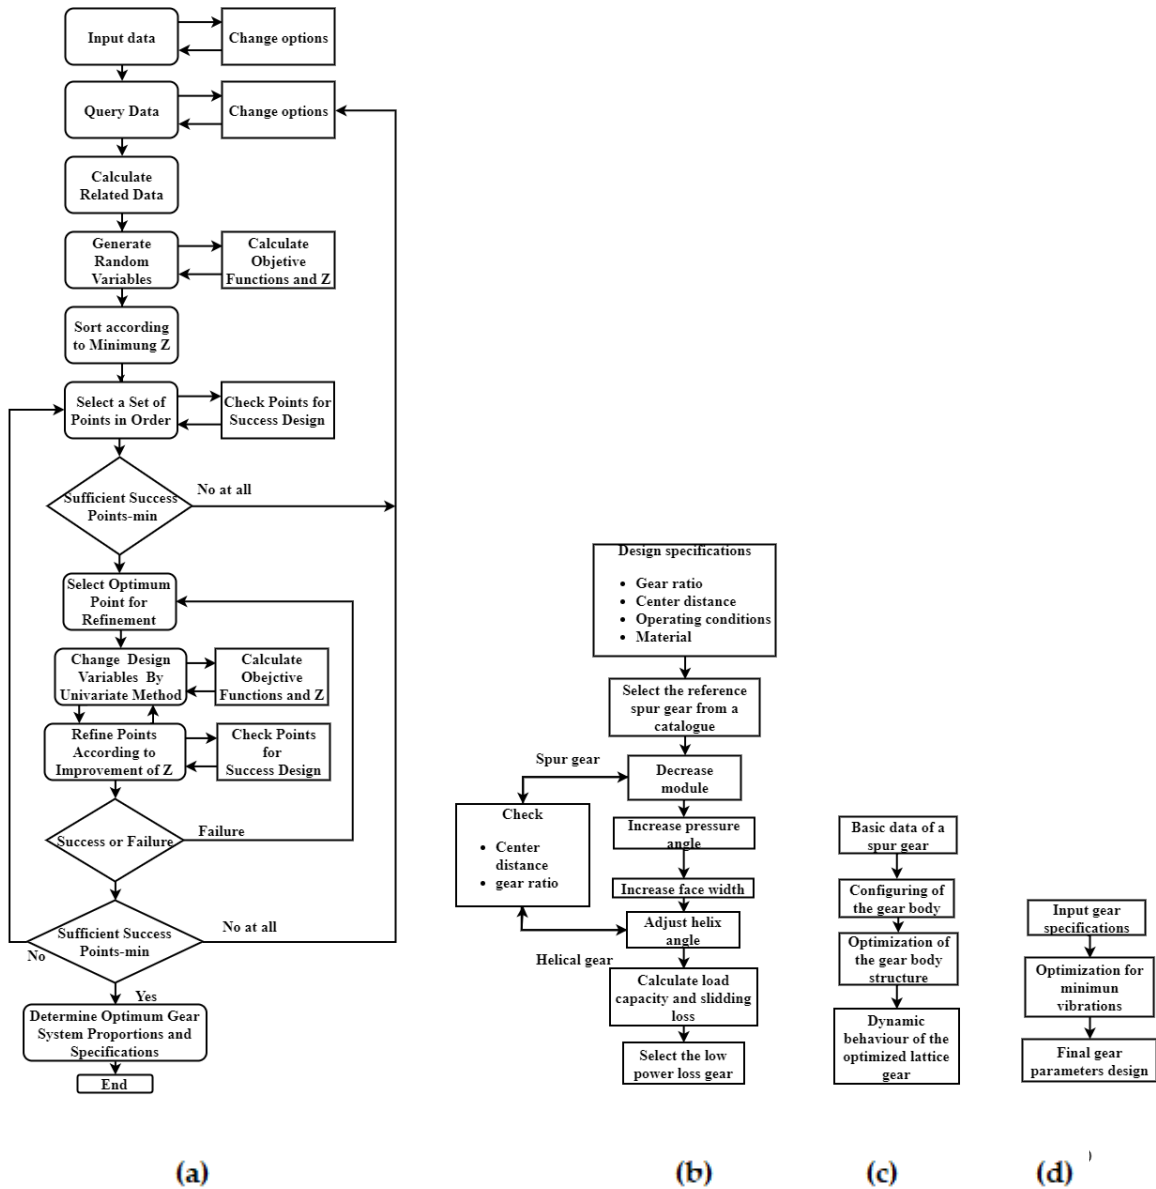 Input data
Change options
Query Data
Change options
Calculate
Related Data
Generate
Random
Variables
Calculate
Objetive
Functions and Z
Sort according
to Minimung Z
Select a Set of
Points in Order
Check Points for
Success Design
Sufficient Success
Points-min
No at all
Select Optimum
Point for
Refinement
Change Design
Variables By
Univariate Method
Calculate
Obejctive
Functions and Z
Refine Points
According to
Improvement of Z
Check Points
for
Success Design
Success or Failure
Failure
Sufficient Success
Points-min
No at all
No
Yes
Determine Optimum Gear
System Proportions and
Specifications
End
(a)
Design specifications
• Gear ratio
• Center distance
• Operating conditions
• Material
Select the reference
spur gear from a
catalogue
Spur gear
Decrease
module
Check
• Center
distance
• gear ratio
Increase pressure
angle
Increase face width
Adjust helix
angle
Helical gear
Calculate load
capacity and slidding
loss
Select the low
power loss gear
(b)
Basic data of a
spur gear
Configuring of
the gear body
Optimization of
the gear body
structure
Dynamic
behaviour of the
optimized lattice
gear
(c)
Input gear
specifications
Optimization for
minimun
vibrations
Final gear
parameters design
(d)